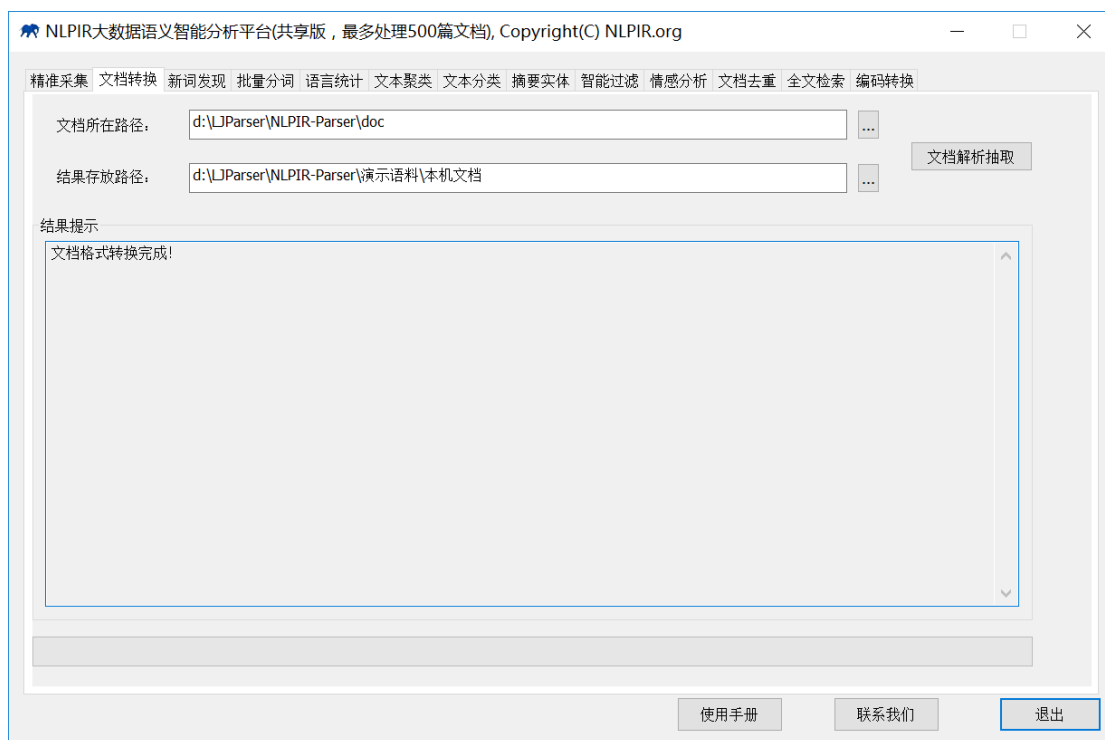 NLPIR大数据语义智能分析平台(共享版，最多处理500篇文档), Copyright(C) NLPIR.org
精准采集 文档转换 新词发现 批量分词 语言统计 文本聚类 文本分类 摘要实体 智能过滤 情感分析 文档去重 全文检索 编码转换
文档所在路径： d:\LJParser\NLPIR-Parser\doc ...
文档解析抽取
结果存放路径： d:\LJParser\NLPIR-Parser\演示语料\本机文档 ...
结果提示
文档格式转换完成!
使用手册 联系我们 退出